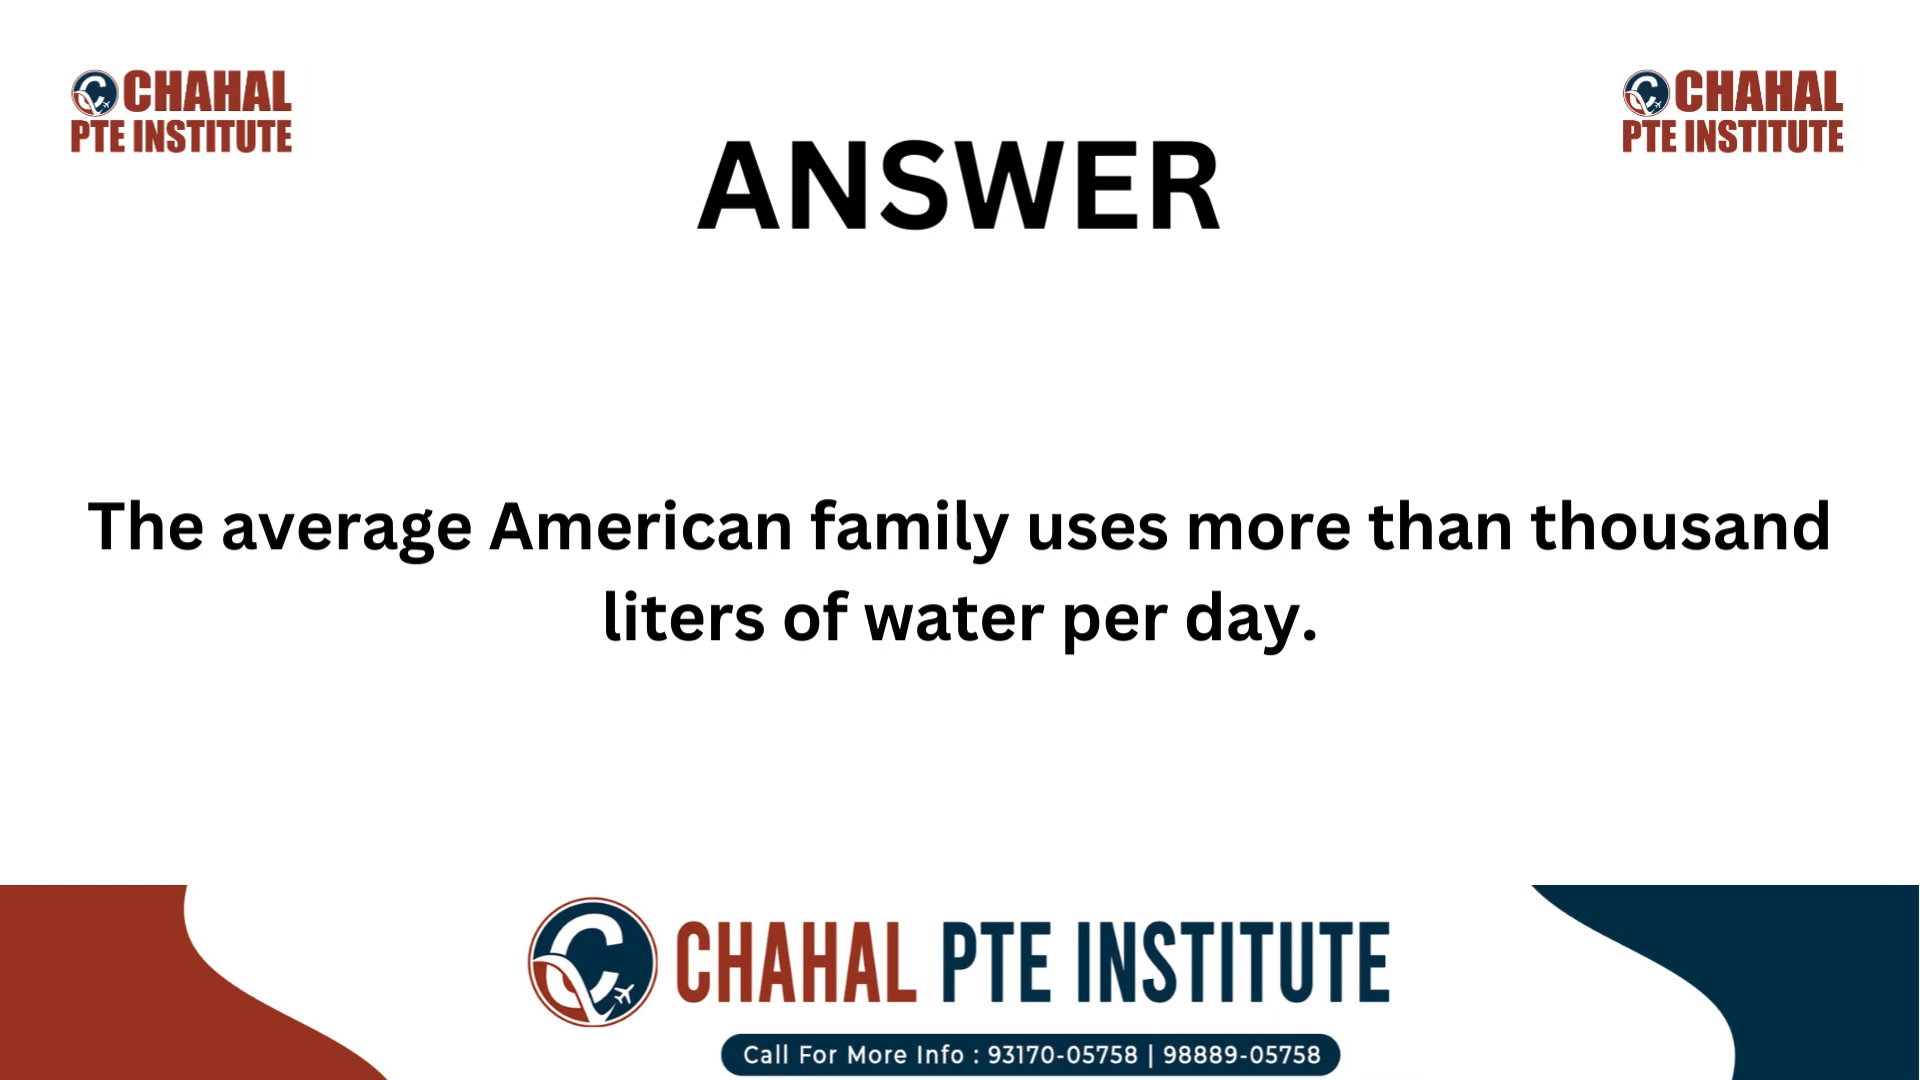 CHAHAL
PTE INSTITUTE
CHAHAL
PTE INSTITUTE
ANSWER
The average American family uses more than thousand
liters of water per day.
CHAHAL PTE INSTITUTE
Call For More Info : 93170-05758 | 98889-05758